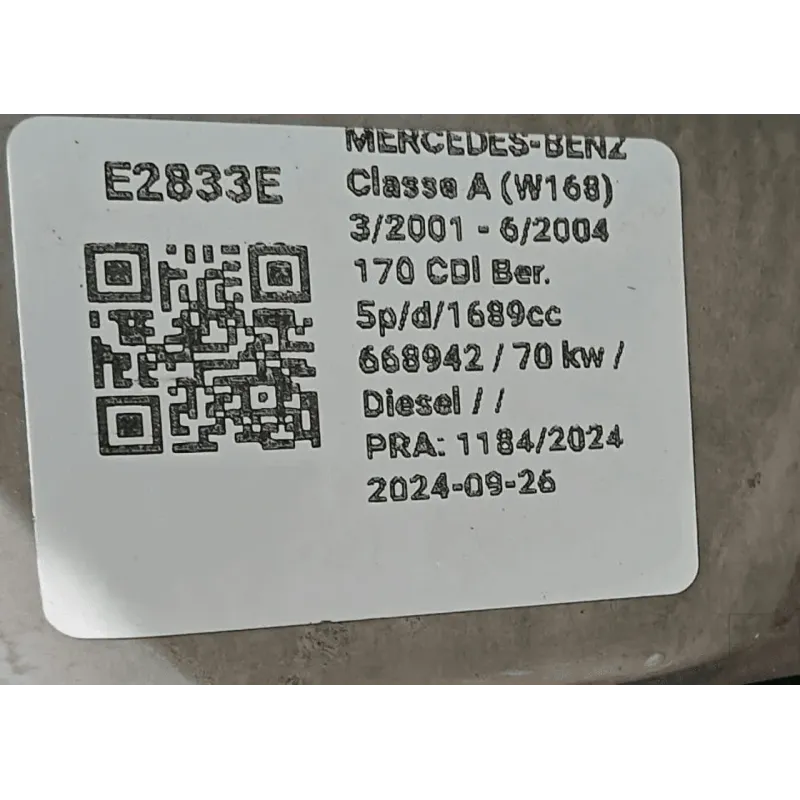 E2833E
MERCEDES-BENZ
Classe A (W168)
3/2001 - 6/2004
170 CDI Ber.
5p/d/1689cc
668942 / 70 kw /
Diesel / /
PRA: 1184/2024
2024-09-26